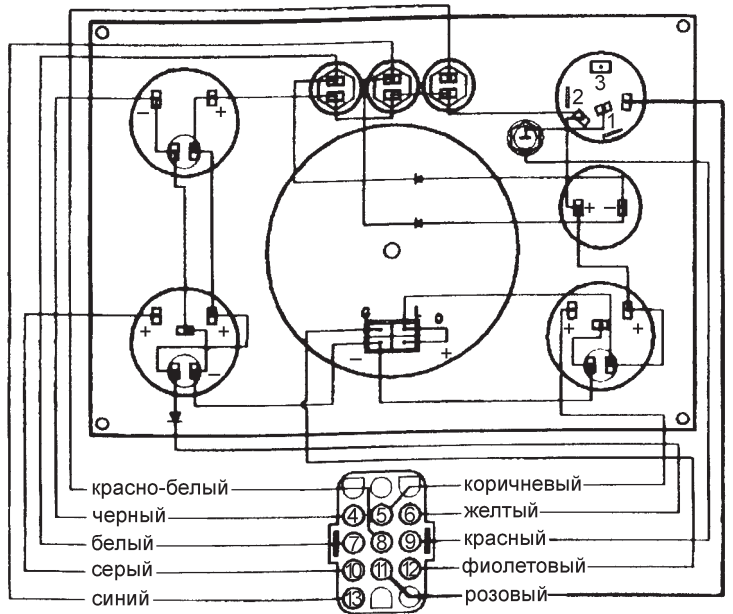 3
2
1
− +
+ −
G L O
− +
+ + −
+ +
красно-белый
коричневый
черный 4 5 6 желтый
белый 7 8 9 красный
серый 10 11 12 фиолетовый
синий 13 розовый